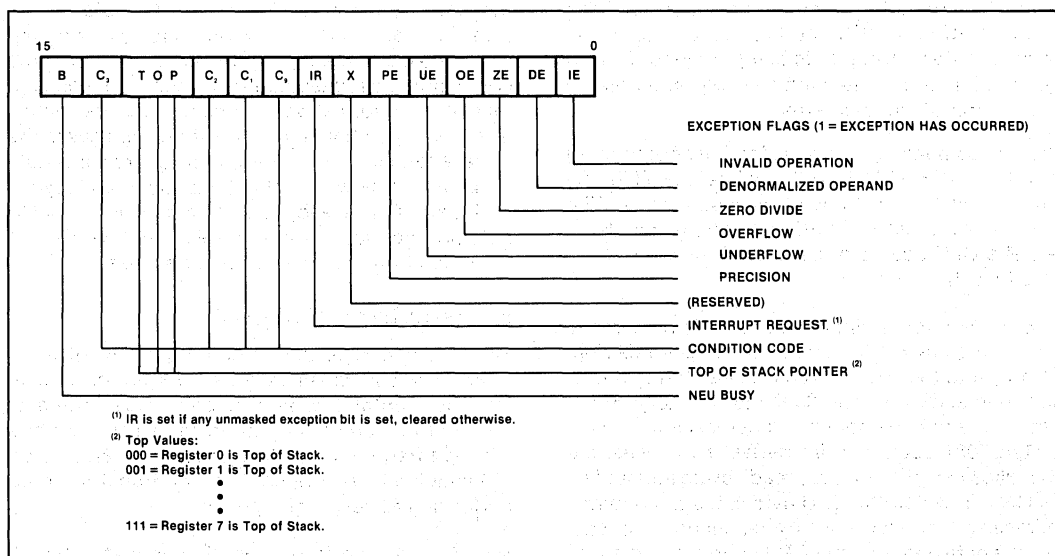 15 0
B C₃ T O P C₂ C₁ C₉ IR X PE UE OE ZE DE IE
EXCEPTION FLAGS (1 = EXCEPTION HAS OCCURRED)
INVALID OPERATION
DENORMALIZED OPERAND
ZERO DIVIDE
OVERFLOW
UNDERFLOW
PRECISION
(RESERVED)
INTERRUPT REQUEST (1)
CONDITION CODE
TOP OF STACK POINTER (2)
NEU BUSY
(1) IR is set if any unmasked exception bit is set, cleared otherwise.
(2) Top Values:
000 = Register 0 is Top of Stack.
001 = Register 1 is Top of Stack.
•
•
•
111 = Register 7 is Top of Stack.